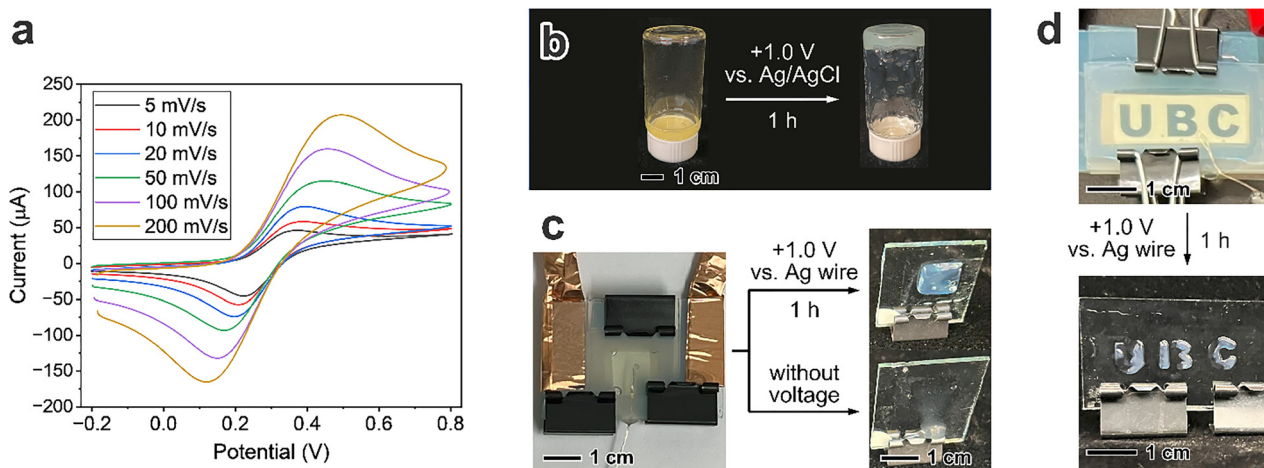 a
250
200
150
100
50
0
−50
−100
−150
−200
Current (µA)
5 mV/s
10 mV/s
20 mV/s
50 mV/s
100 mV/s
200 mV/s
−0.2
0.0
0.2
0.4
0.6
0.8
Potential (V)
b
+1.0 V
vs. Ag/AgCl
1 h
1 cm
c
+1.0 V
vs. Ag wire
1 h
without
voltage
1 cm
1 cm
d
UBC
1 cm
+1.0 V
vs. Ag wire
1 h
UBC
1 cm